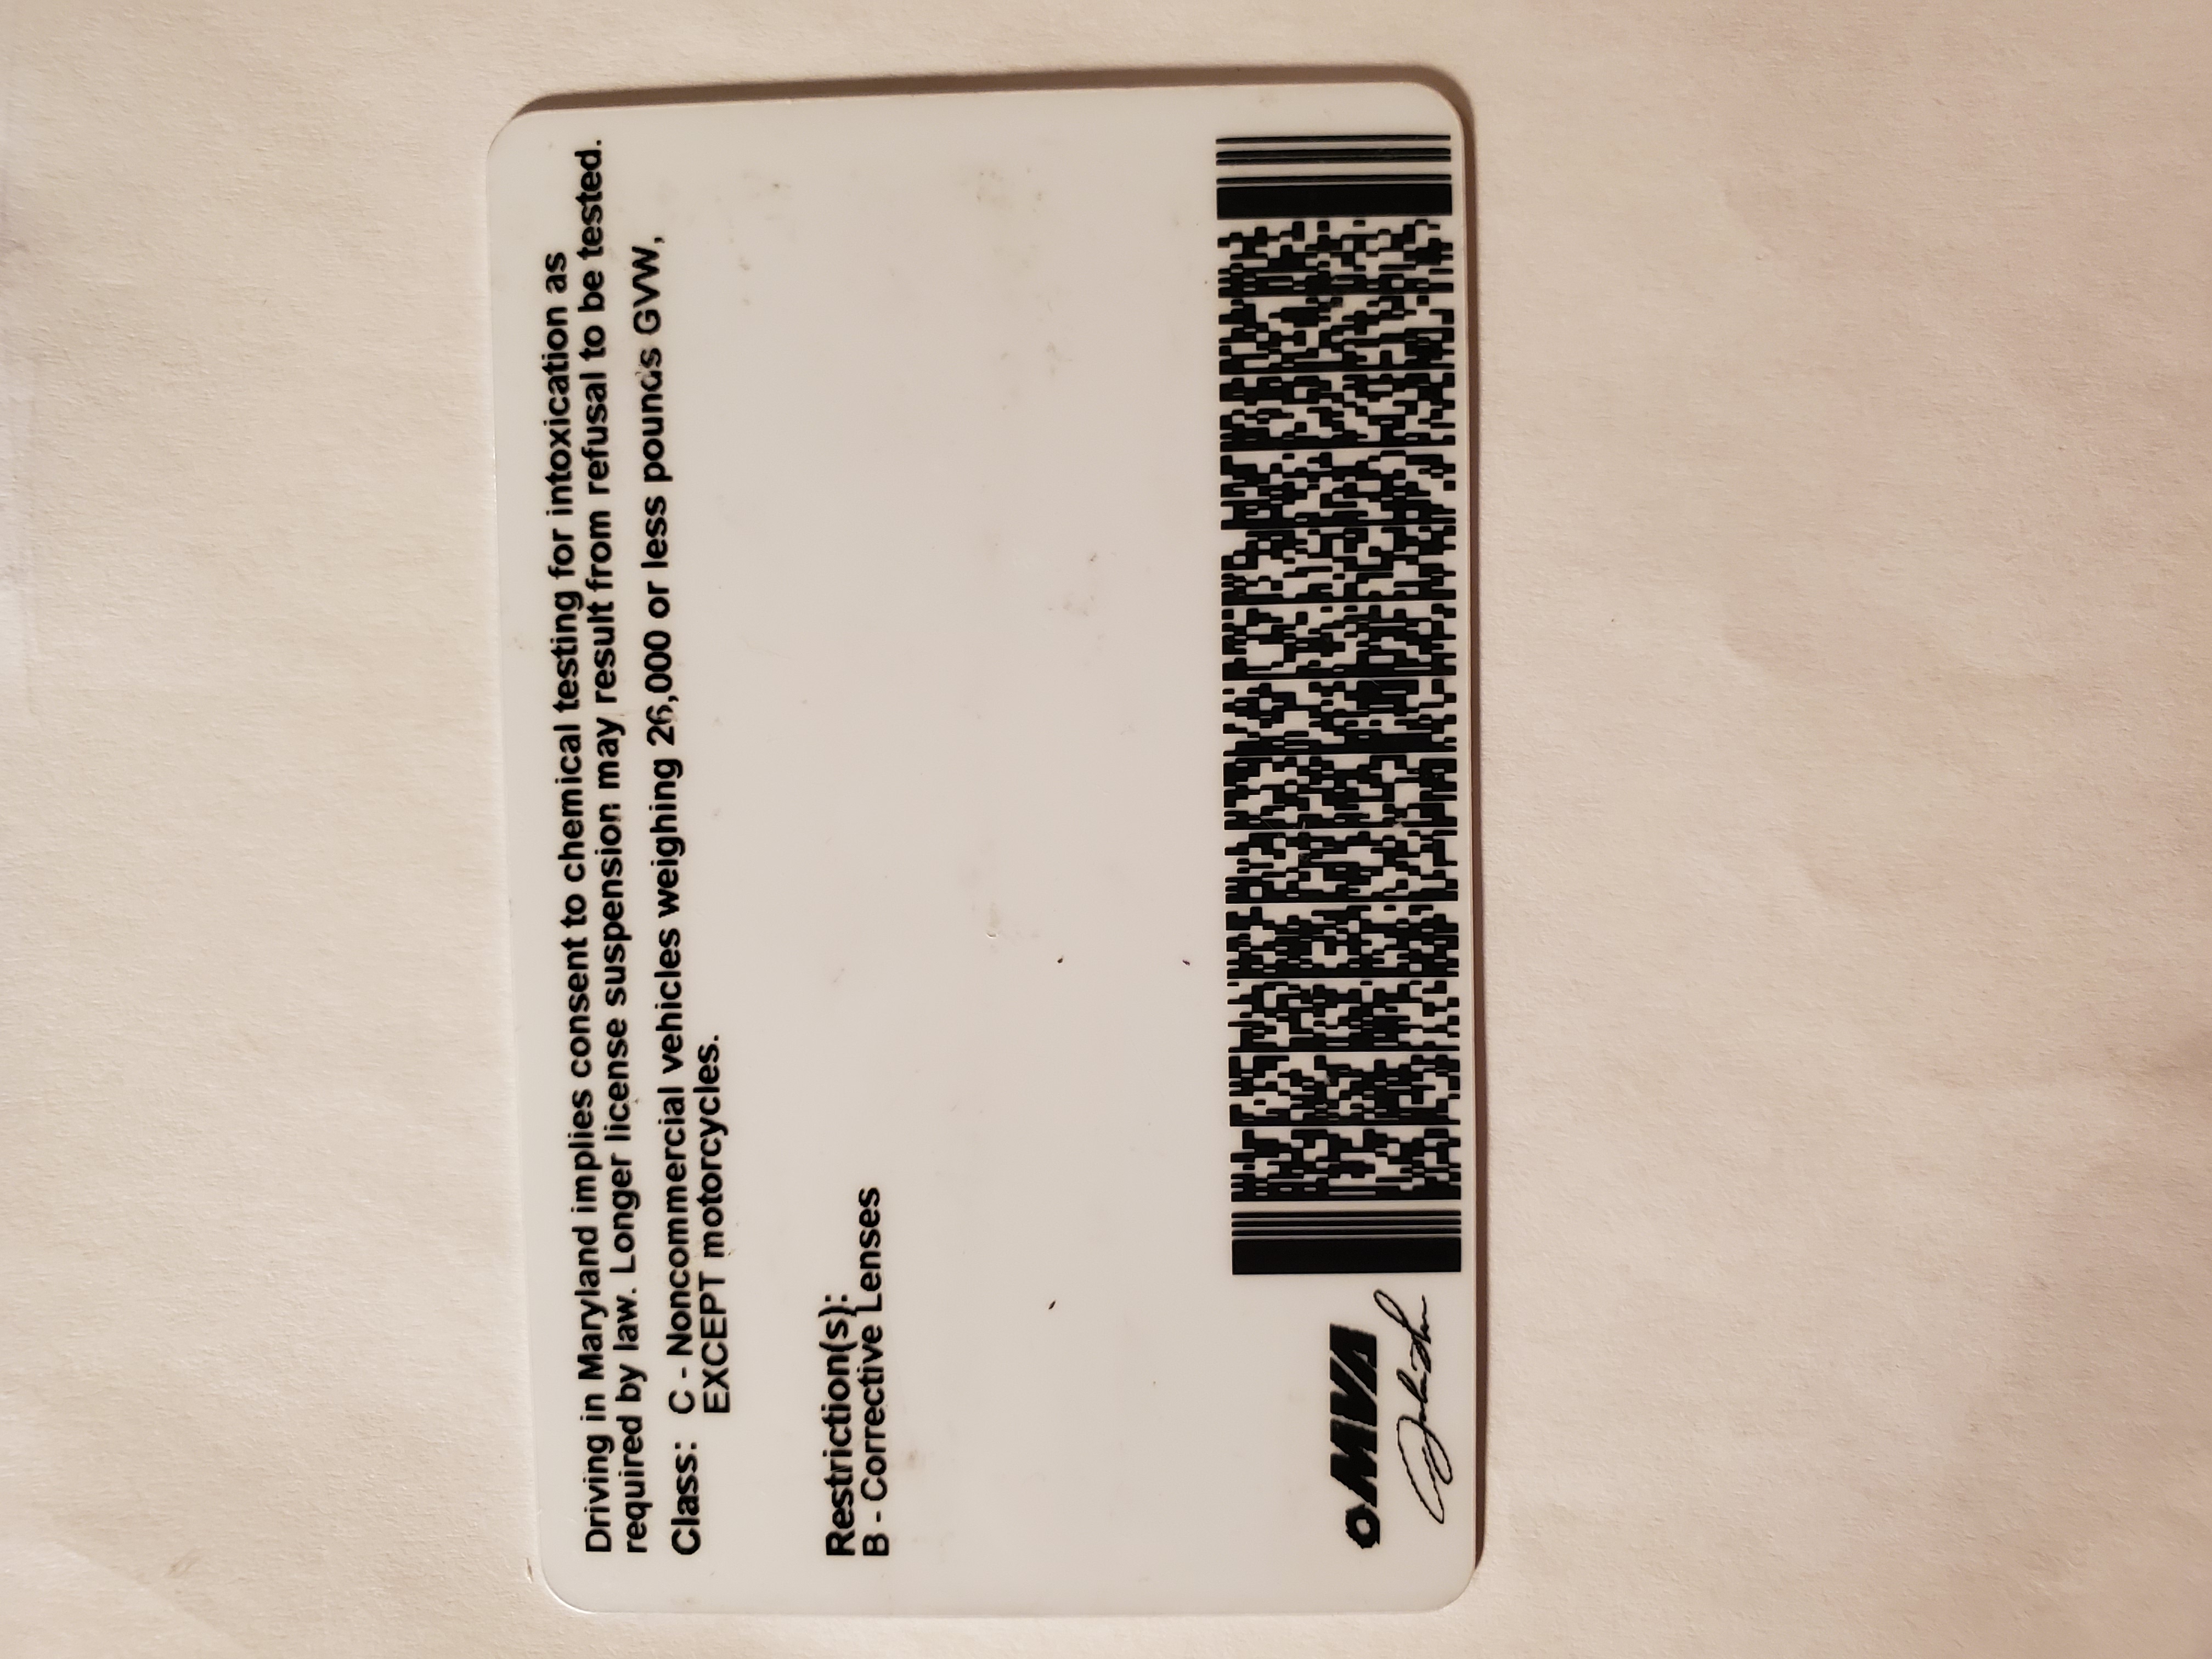 Driving in Maryland implies consent to chemical testing for intoxication as
required by law. Longer license suspension may result from refusal to be tested.
Class: C - Noncommercial vehicles weighing 26,000 or less pounds GVW,
EXCEPT motorcycles.
Restriction(s):
B - Corrective Lenses
MVA